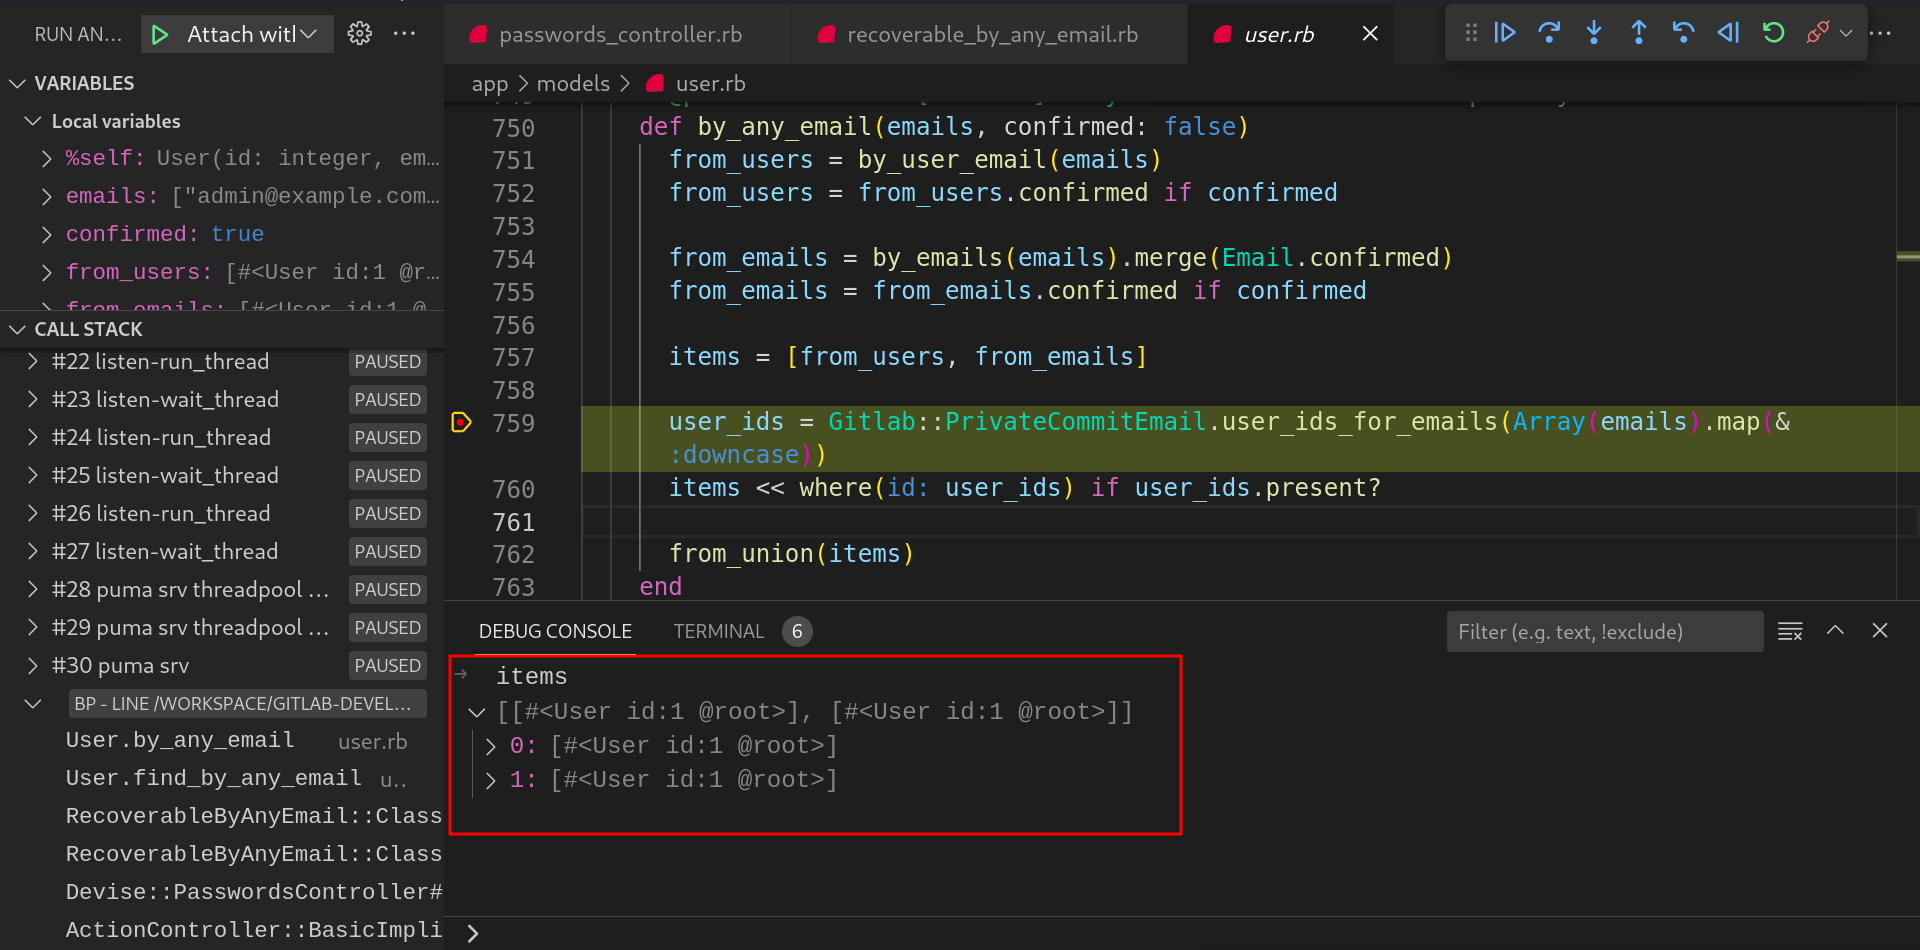 RUN AN...
Attach witl
passwords_controller.rb
recoverable_by_any_email.rb
user.rb
app > models > user.rb
VARIABLES
Local variables
%self: User(id: integer, em…
emails: ["admin@example.com…
confirmed: true
from_users: [#<User id:1 @r…
from_emails: [#<User id:1 @
CALL STACK
#22 listen-run_thread PAUSED
#23 listen-wait_thread PAUSED
#24 listen-run_thread PAUSED
#25 listen-wait_thread PAUSED
#26 listen-run_thread PAUSED
#27 listen-wait_thread PAUSED
#28 puma srv threadpool ... PAUSED
#29 puma srv threadpool ... PAUSED
#30 puma srv PAUSED
BP - LINE /WORKSPACE/GITLAB-DEVEL...
User.by_any_email user.rb
User.find_by_any_email u..
RecoverableByAnyEmail::Class
RecoverableByAnyEmail::Class
Devise::PasswordsController#
ActionController::BasicImpli
750 def by_any_email(emails, confirmed: false)
751 from_users = by_user_email(emails)
752 from_users = from_users.confirmed if confirmed
753
754 from_emails = by_emails(emails).merge(Email.confirmed)
755 from_emails = from_emails.confirmed if confirmed
756
757 items = [from_users, from_emails]
758
759 user_ids = Gitlab::PrivateCommitEmail.user_ids_for_emails(Array(emails).map(&
:downcase))
760 items << where(id: user_ids) if user_ids.present?
761
762 from_union(items)
763 end
DEBUG CONSOLE
TERMINAL 6
Filter (e.g. text, !exclude)
items
[[#<User id:1 @root>], [#<User id:1 @root>]]
0: [#<User id:1 @root>]
1: [#<User id:1 @root>]